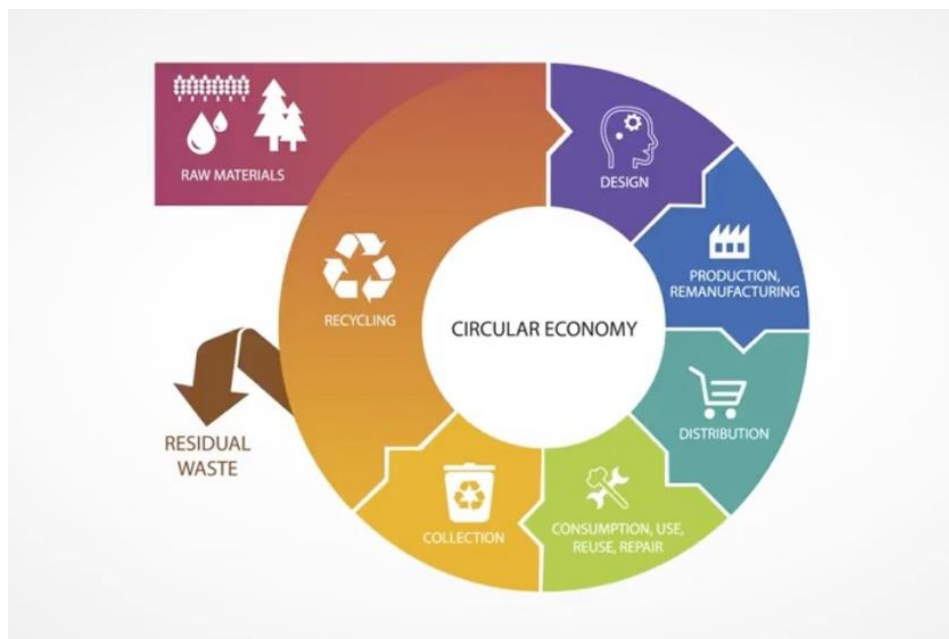 RAW MATERIALS
DESIGN
PRODUCTION,
REMANUFACTURING
RECYCLING
CIRCULAR ECONOMY
DISTRIBUTION
RESIDUAL
WASTE
COLLECTION
CONSUMPTION, USE,
REUSE, REPAIR